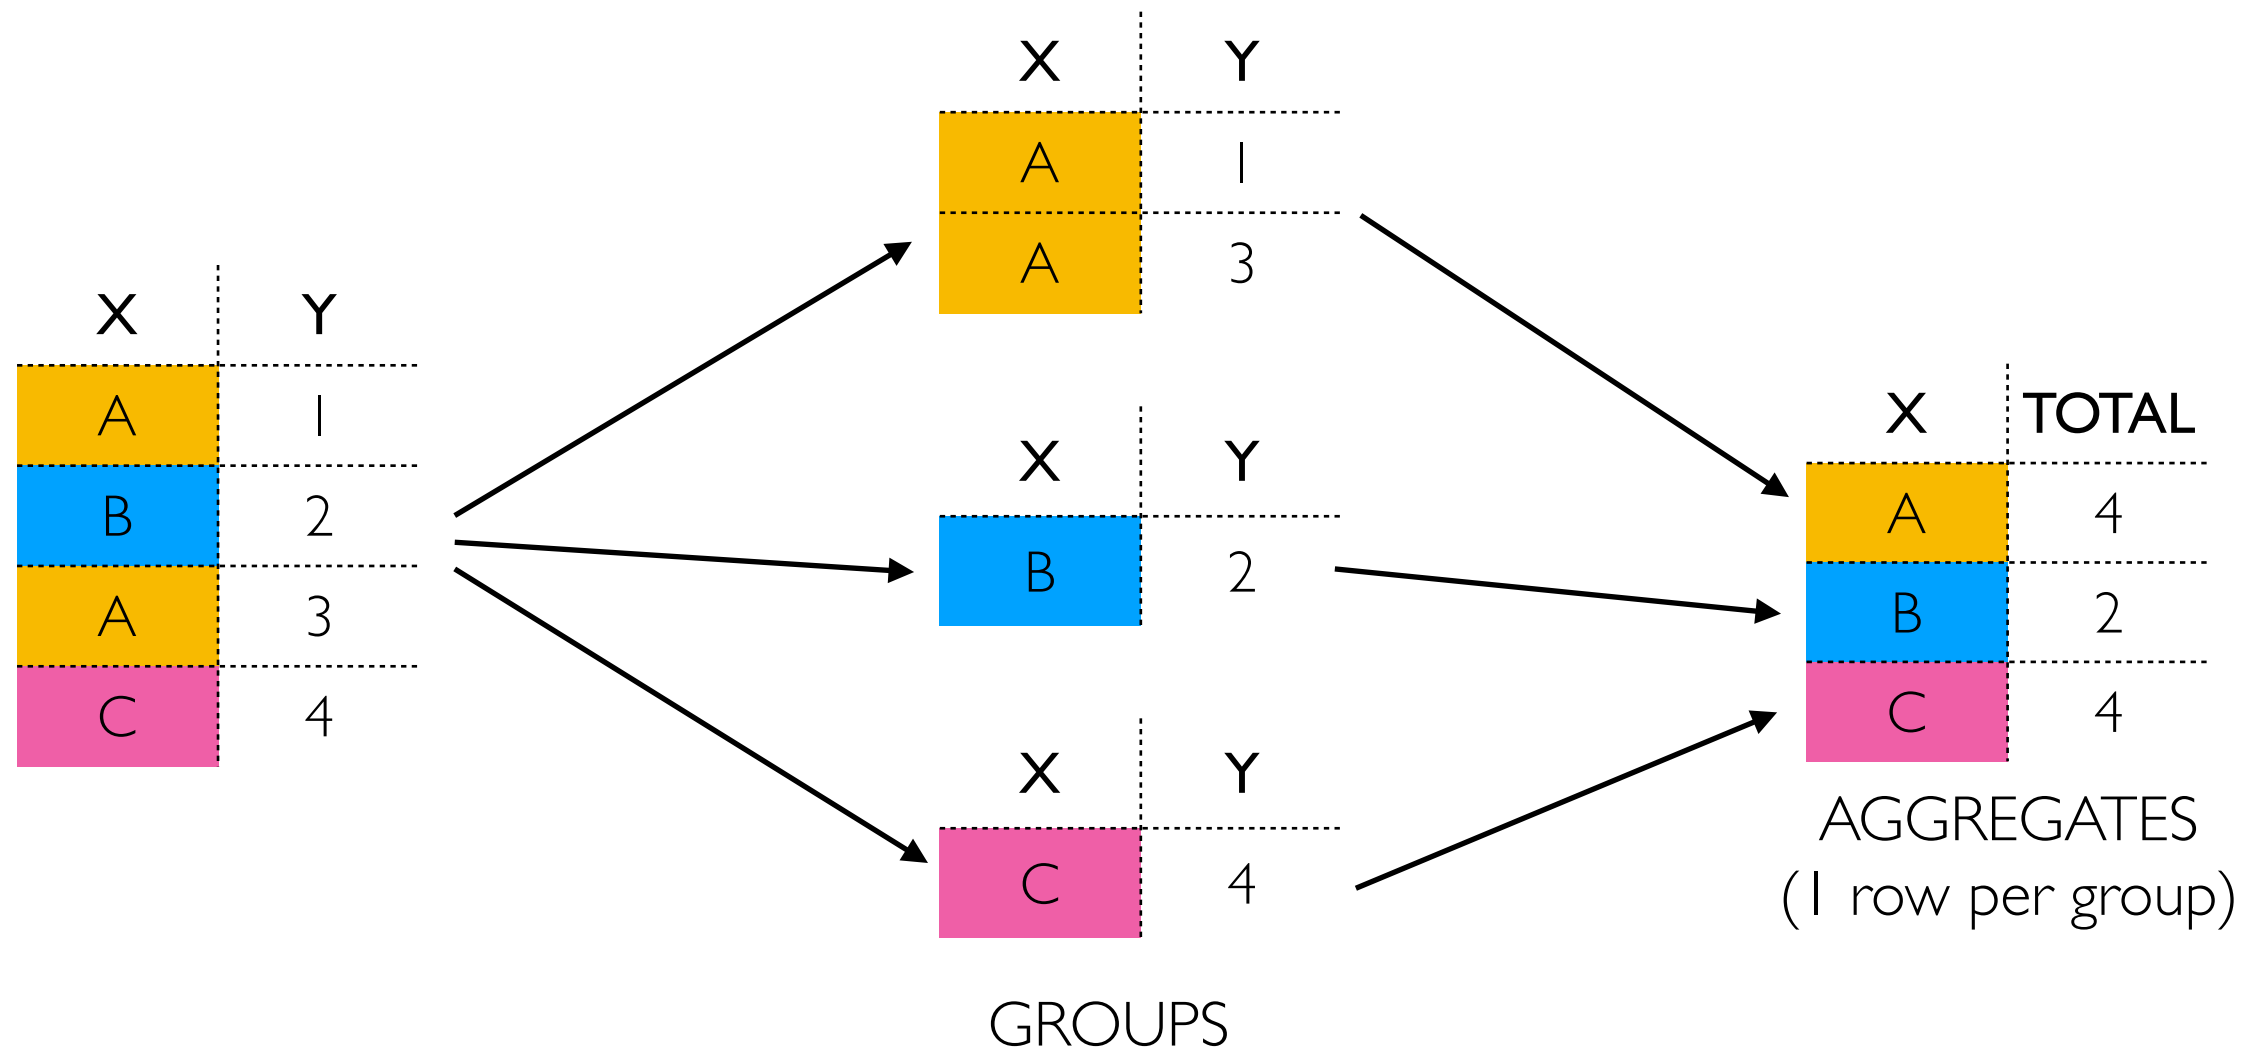 X Y
A 1
B 2
A 3
C 4
X Y
A 1
A 3
X Y
B 2
X Y
C 4
GROUPS
X TOTAL
A 4
B 2
C 4
AGGREGATES
(1 row per group)